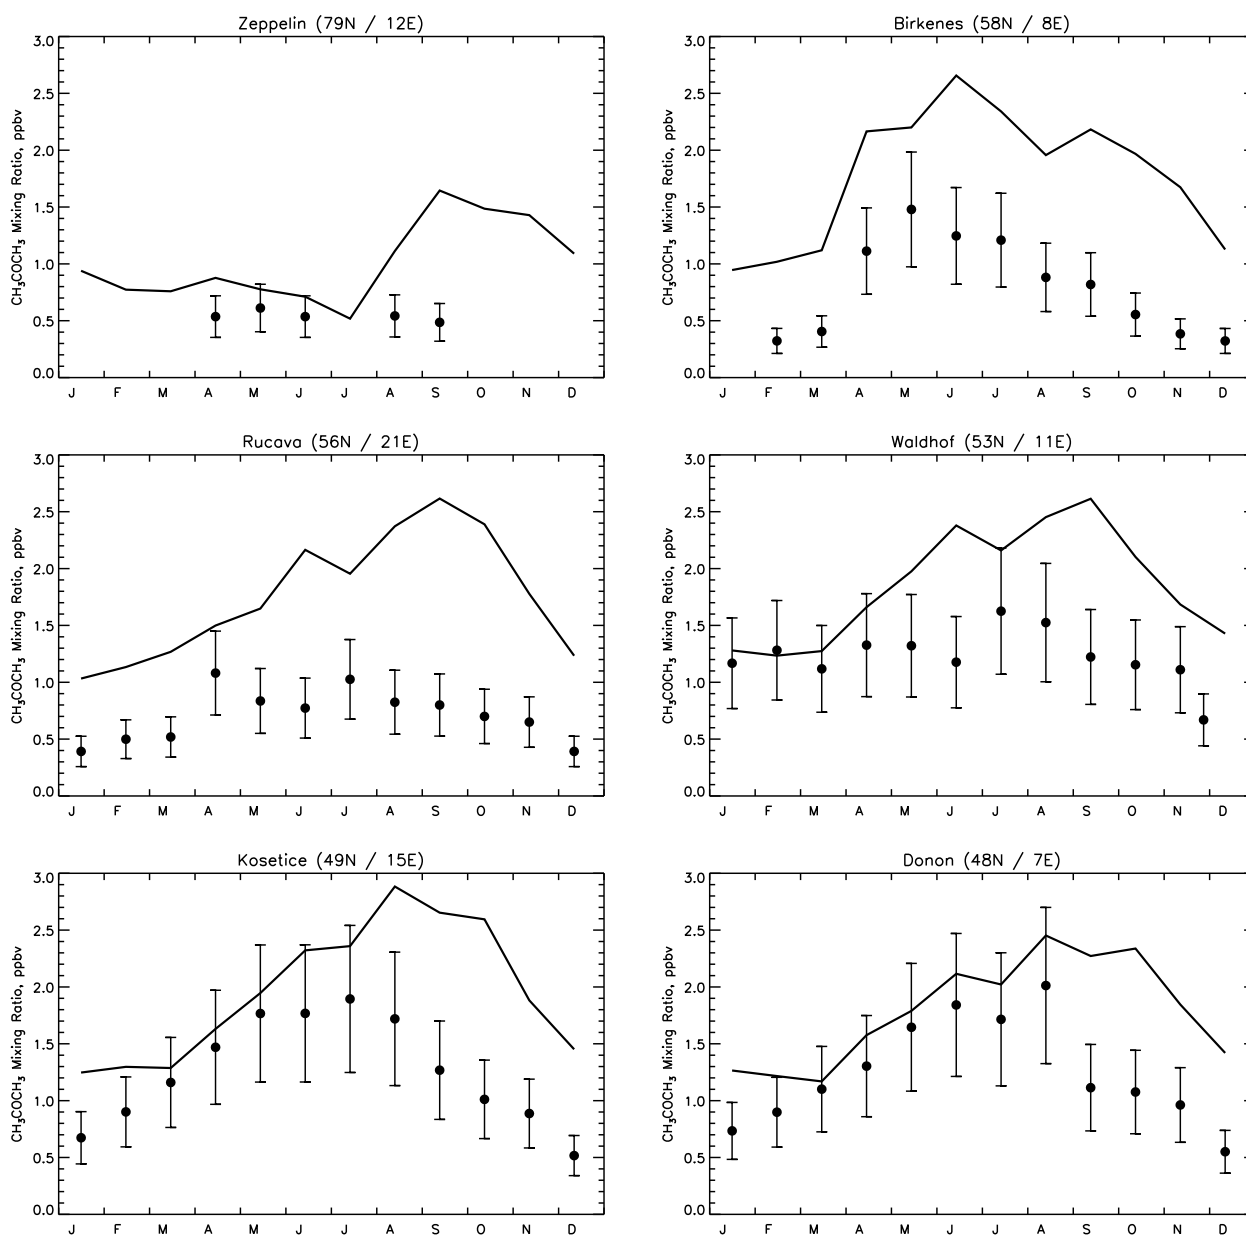 Zeppelin (79N / 12E)
CH₃COCH₃ Mixing Ratio, ppbv
3.0
2.5
2.0
1.5
1.0
0.5
0.0
J F M A M J J A S O N D
Birkenes (58N / 8E)
CH₃COCH₃ Mixing Ratio, ppbv
3.0
2.5
2.0
1.5
1.0
0.5
0.0
J F M A M J J A S O N D
Rucava (56N / 21E)
CH₃COCH₃ Mixing Ratio, ppbv
3.0
2.5
2.0
1.5
1.0
0.5
0.0
J F M A M J J A S O N D
Waldhof (53N / 11E)
CH₃COCH₃ Mixing Ratio, ppbv
3.0
2.5
2.0
1.5
1.0
0.5
0.0
J F M A M J J A S O N D
Kosetice (49N / 15E)
CH₃COCH₃ Mixing Ratio, ppbv
3.0
2.5
2.0
1.5
1.0
0.5
0.0
J F M A M J J A S O N D
Donon (48N / 7E)
CH₃COCH₃ Mixing Ratio, ppbv
3.0
2.5
2.0
1.5
1.0
0.5
0.0
J F M A M J J A S O N D